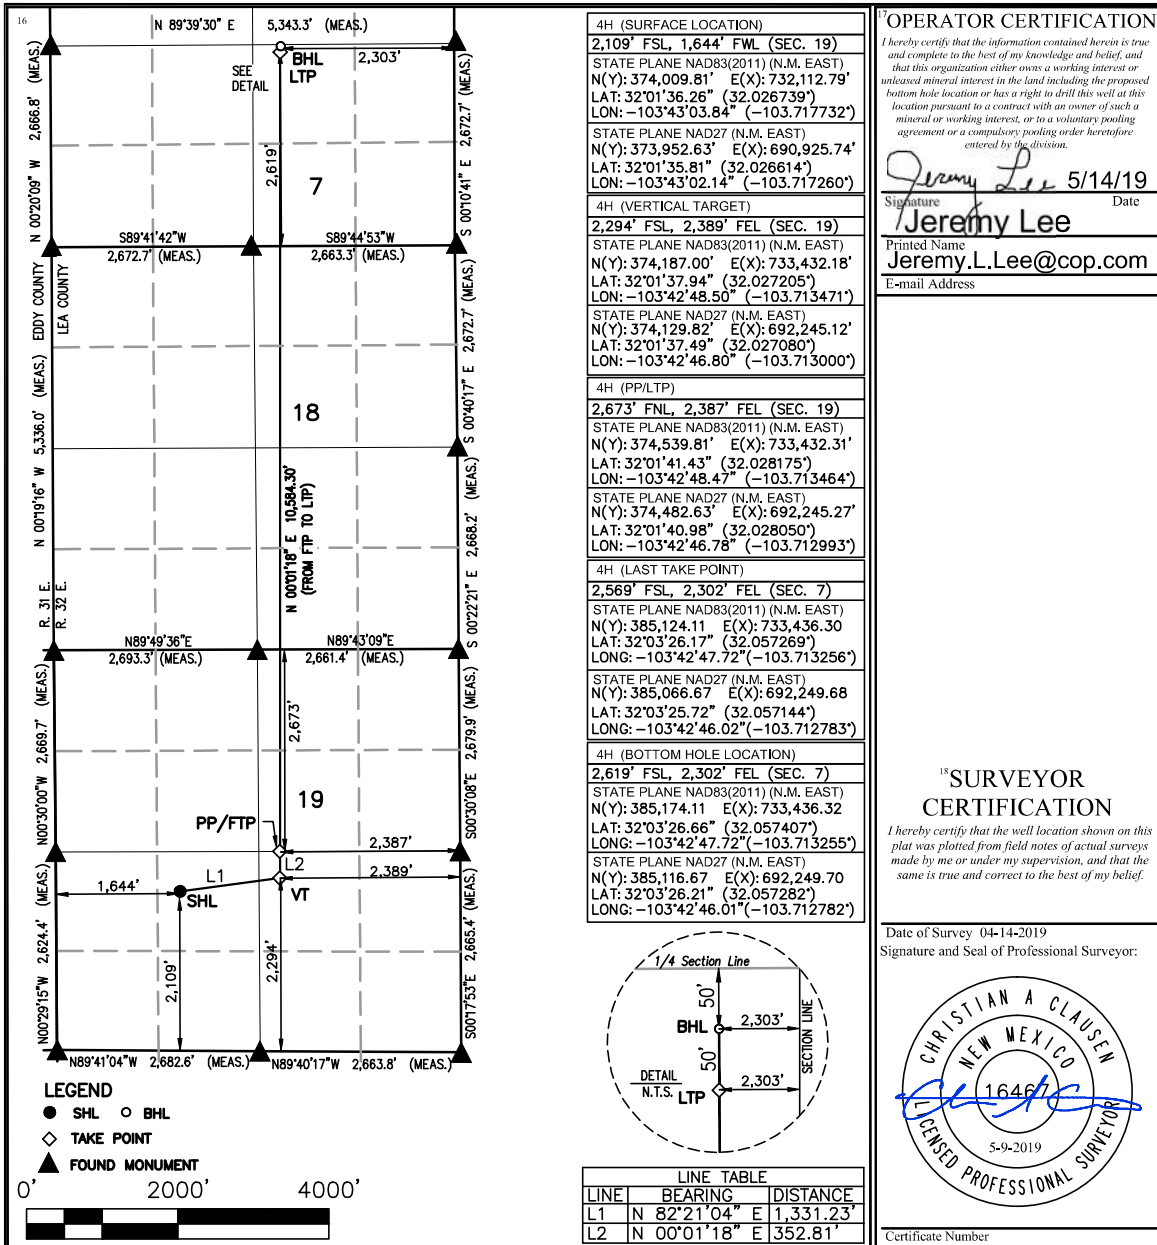 16
N 89°39'30" E 5,343.3' (MEAS.)
2,303'
BHL
LTP
SEE
DETAIL
N 00°20'09" W 2,666.8' (MEAS.)
2,619'
S 00°10'41" E 2,672.7' (MEAS.)
7
S89°41'42"W
2,672.7' (MEAS.)
S89°44'53"W
2,663.3' (MEAS.)
EDDY COUNTY
LEA COUNTY
N 00°19'16" W 5,336.0' (MEAS.)
S 00°40'17" E 2,672.7' (MEAS.)
18
N 00°01'18" E 10,584.30'
(FROM FTP TO LTP)
S 00°22'21" E 2,668.2' (MEAS.)
R. 31 E.
R. 32 E.
N89°49'36"E
2,693.3' (MEAS.)
N89°43'09"E
2,661.4' (MEAS.)
N00°30'00"W 2,669.7' (MEAS.)
2,673'
S00°30'08"E 2,679.9' (MEAS.)
19
PP/FTP
2,387'
L2
L1
2,389'
1,644'
SHL
VT
N00°29'15"W 2,624.4' (MEAS.)
2,109'
2,294'
S00°17'53"E 2,665.4' (MEAS.)
N89°41'04"W 2,682.6' (MEAS.)
N89°40'17"W 2,663.8' (MEAS.)
LEGEND
SHL BHL
TAKE POINT
FOUND MONUMENT
0' 2000' 4000'
4H (SURFACE LOCATION)
2,109' FSL, 1,644' FWL (SEC. 19)
STATE PLANE NAD83(2011) (N.M. EAST)
N(Y): 374,009.81' E(X): 732,112.79'
LAT: 32°01'36.26" (32.026739°)
LON: -103°43'03.84" (-103.717732°)
STATE PLANE NAD27 (N.M. EAST)
N(Y): 373,952.63' E(X): 690,925.74'
LAT: 32°01'35.81" (32.026614°)
LON: -103°43'02.14" (-103.717260°)
4H (VERTICAL TARGET)
2,294' FSL, 2,389' FEL (SEC. 19)
STATE PLANE NAD83(2011) (N.M. EAST)
N(Y): 374,187.00' E(X): 733,432.18'
LAT: 32°01'37.94" (32.027205°)
LON: -103°42'48.50" (-103.713471°)
STATE PLANE NAD27 (N.M. EAST)
N(Y): 374,129.82' E(X): 692,245.12'
LAT: 32°01'37.49" (32.027080°)
LON: -103°42'46.80" (-103.713000°)
4H (PP/LTP)
2,673' FNL, 2,387' FEL (SEC. 19)
STATE PLANE NAD83(2011) (N.M. EAST)
N(Y): 374,539.81' E(X): 733,432.31'
LAT: 32°01'41.43" (32.028175°)
LON: -103°42'48.47" (-103.713464°)
STATE PLANE NAD27 (N.M. EAST)
N(Y): 374,482.63' E(X): 692,245.27'
LAT: 32°01'40.98" (32.028050°)
LON: -103°42'46.78" (-103.712993°)
4H (LAST TAKE POINT)
2,569' FSL, 2,302' FEL (SEC. 7)
STATE PLANE NAD83(2011) (N.M. EAST)
N(Y): 385,124.11 E(X): 733,436.30
LAT: 32°03'26.17" (32.057269°)
LONG: -103°42'47.72"(-103.713256°)
STATE PLANE NAD27 (N.M. EAST)
N(Y): 385,066.67 E(X): 692,249.68
LAT: 32°03'25.72" (32.057144°)
LONG: -103°42'46.02"(-103.712783°)
4H (BOTTOM HOLE LOCATION)
2,619' FSL, 2,302' FEL (SEC. 7)
STATE PLANE NAD83(2011) (N.M. EAST)
N(Y): 385,174.11 E(X): 733,436.32
LAT: 32°03'26.66" (32.057407°)
LONG: -103°42'47.72"(-103.713255°)
STATE PLANE NAD27 (N.M. EAST)
N(Y): 385,116.67 E(X): 692,249.70
LAT: 32°03'26.21" (32.057282°)
LONG: -103°42'46.01"(-103.712782°)
1/4 Section Line
50'
BHL
2,303'
SECTION LINE
50'
DETAIL
N.T.S.
LTP
2,303'
LINE TABLE
LINE BEARING DISTANCE
L1 N 82°21'04" E 1,331.23'
L2 N 00°01'18" E 352.81'
17 OPERATOR CERTIFICATION
I hereby certify that the information contained herein is true
and complete to the best of my knowledge and belief, and
that this organization either owns a working interest or
unleased mineral interest in the land including the proposed
bottom hole location or has a right to drill this well at this
location pursuant to a contract with an owner of such a
mineral or working interest, or to a voluntary pooling
agreement or a compulsory pooling order heretofore
entered by the division.
Jeremy Lee 5/14/19
Signature Date
Jeremy Lee
Printed Name
Jeremy.L.Lee@cop.com
E-mail Address
18 SURVEYOR
CERTIFICATION
I hereby certify that the well location shown on this
plat was plotted from field notes of actual surveys
made by me or under my supervision, and that the
same is true and correct to the best of my belief.
Date of Survey 04-14-2019
Signature and Seal of Professional Surveyor:
CHRISTIAN A CLAUSEN
NEW MEXICO
16467
5-9-2019
LICENSED PROFESSIONAL SURVEYOR
Certificate Number